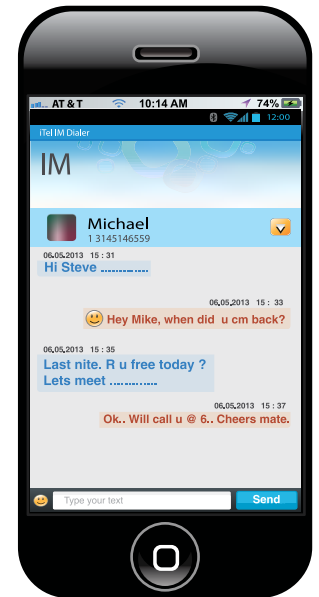 AT&T 10:14 AM 74%
12:00
iTel IM Dialer
IM
Michael
1 3145146559
06.05.2013 15 : 31
Hi Steve ..............
06.05.2013 15 : 33
Hey Mike, when did u cm back?
06.05.2013 15 : 35
Last nite. R u free today ?
Lets meet ..............
06.05.2013 15 : 37
Ok.. Will call u @ 6.. Cheers mate.
Type your text Send